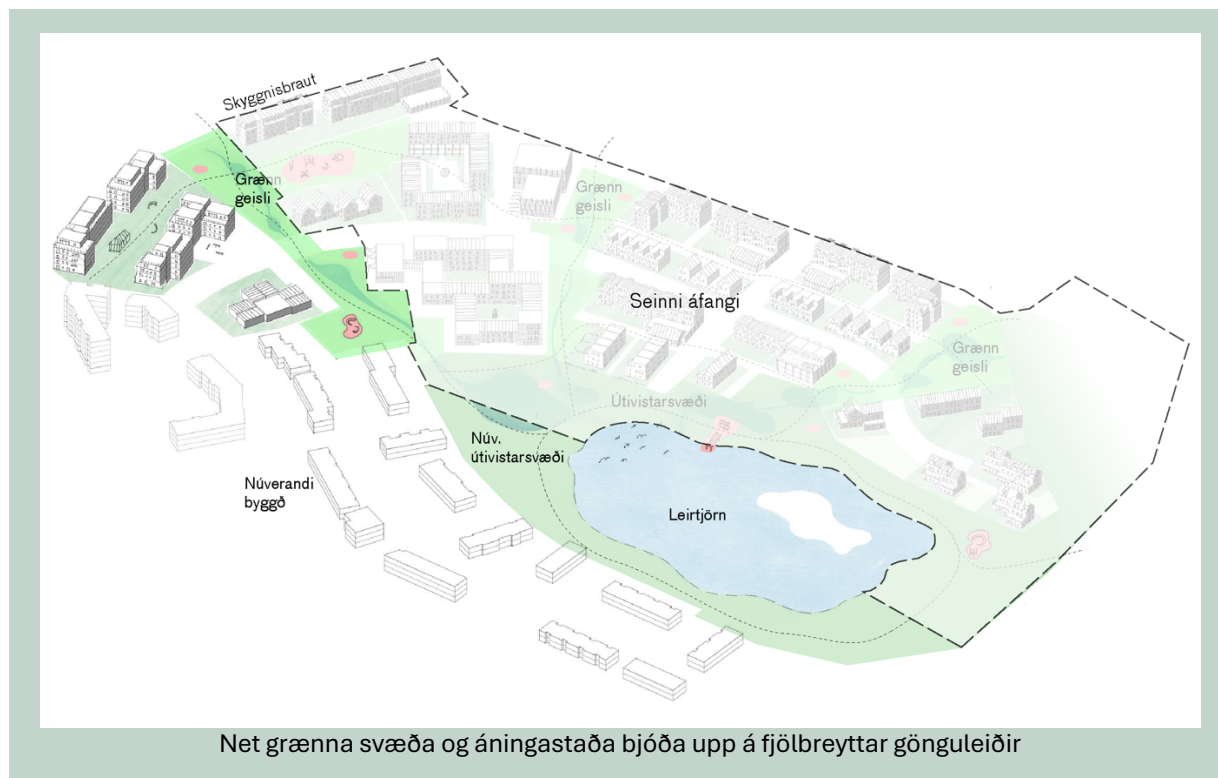 Skyggnisbraut
Grænn
geisli
Grænn
geisli
Seinni áfangi
Grænn
geisli
Útivistarsvæði
Núv.
útivistarsvæði
Núverandi
byggð
Leirtjörn
Net grænna svæða og áningastaða bjóða upp á fjölbreyttar gönguleiðir